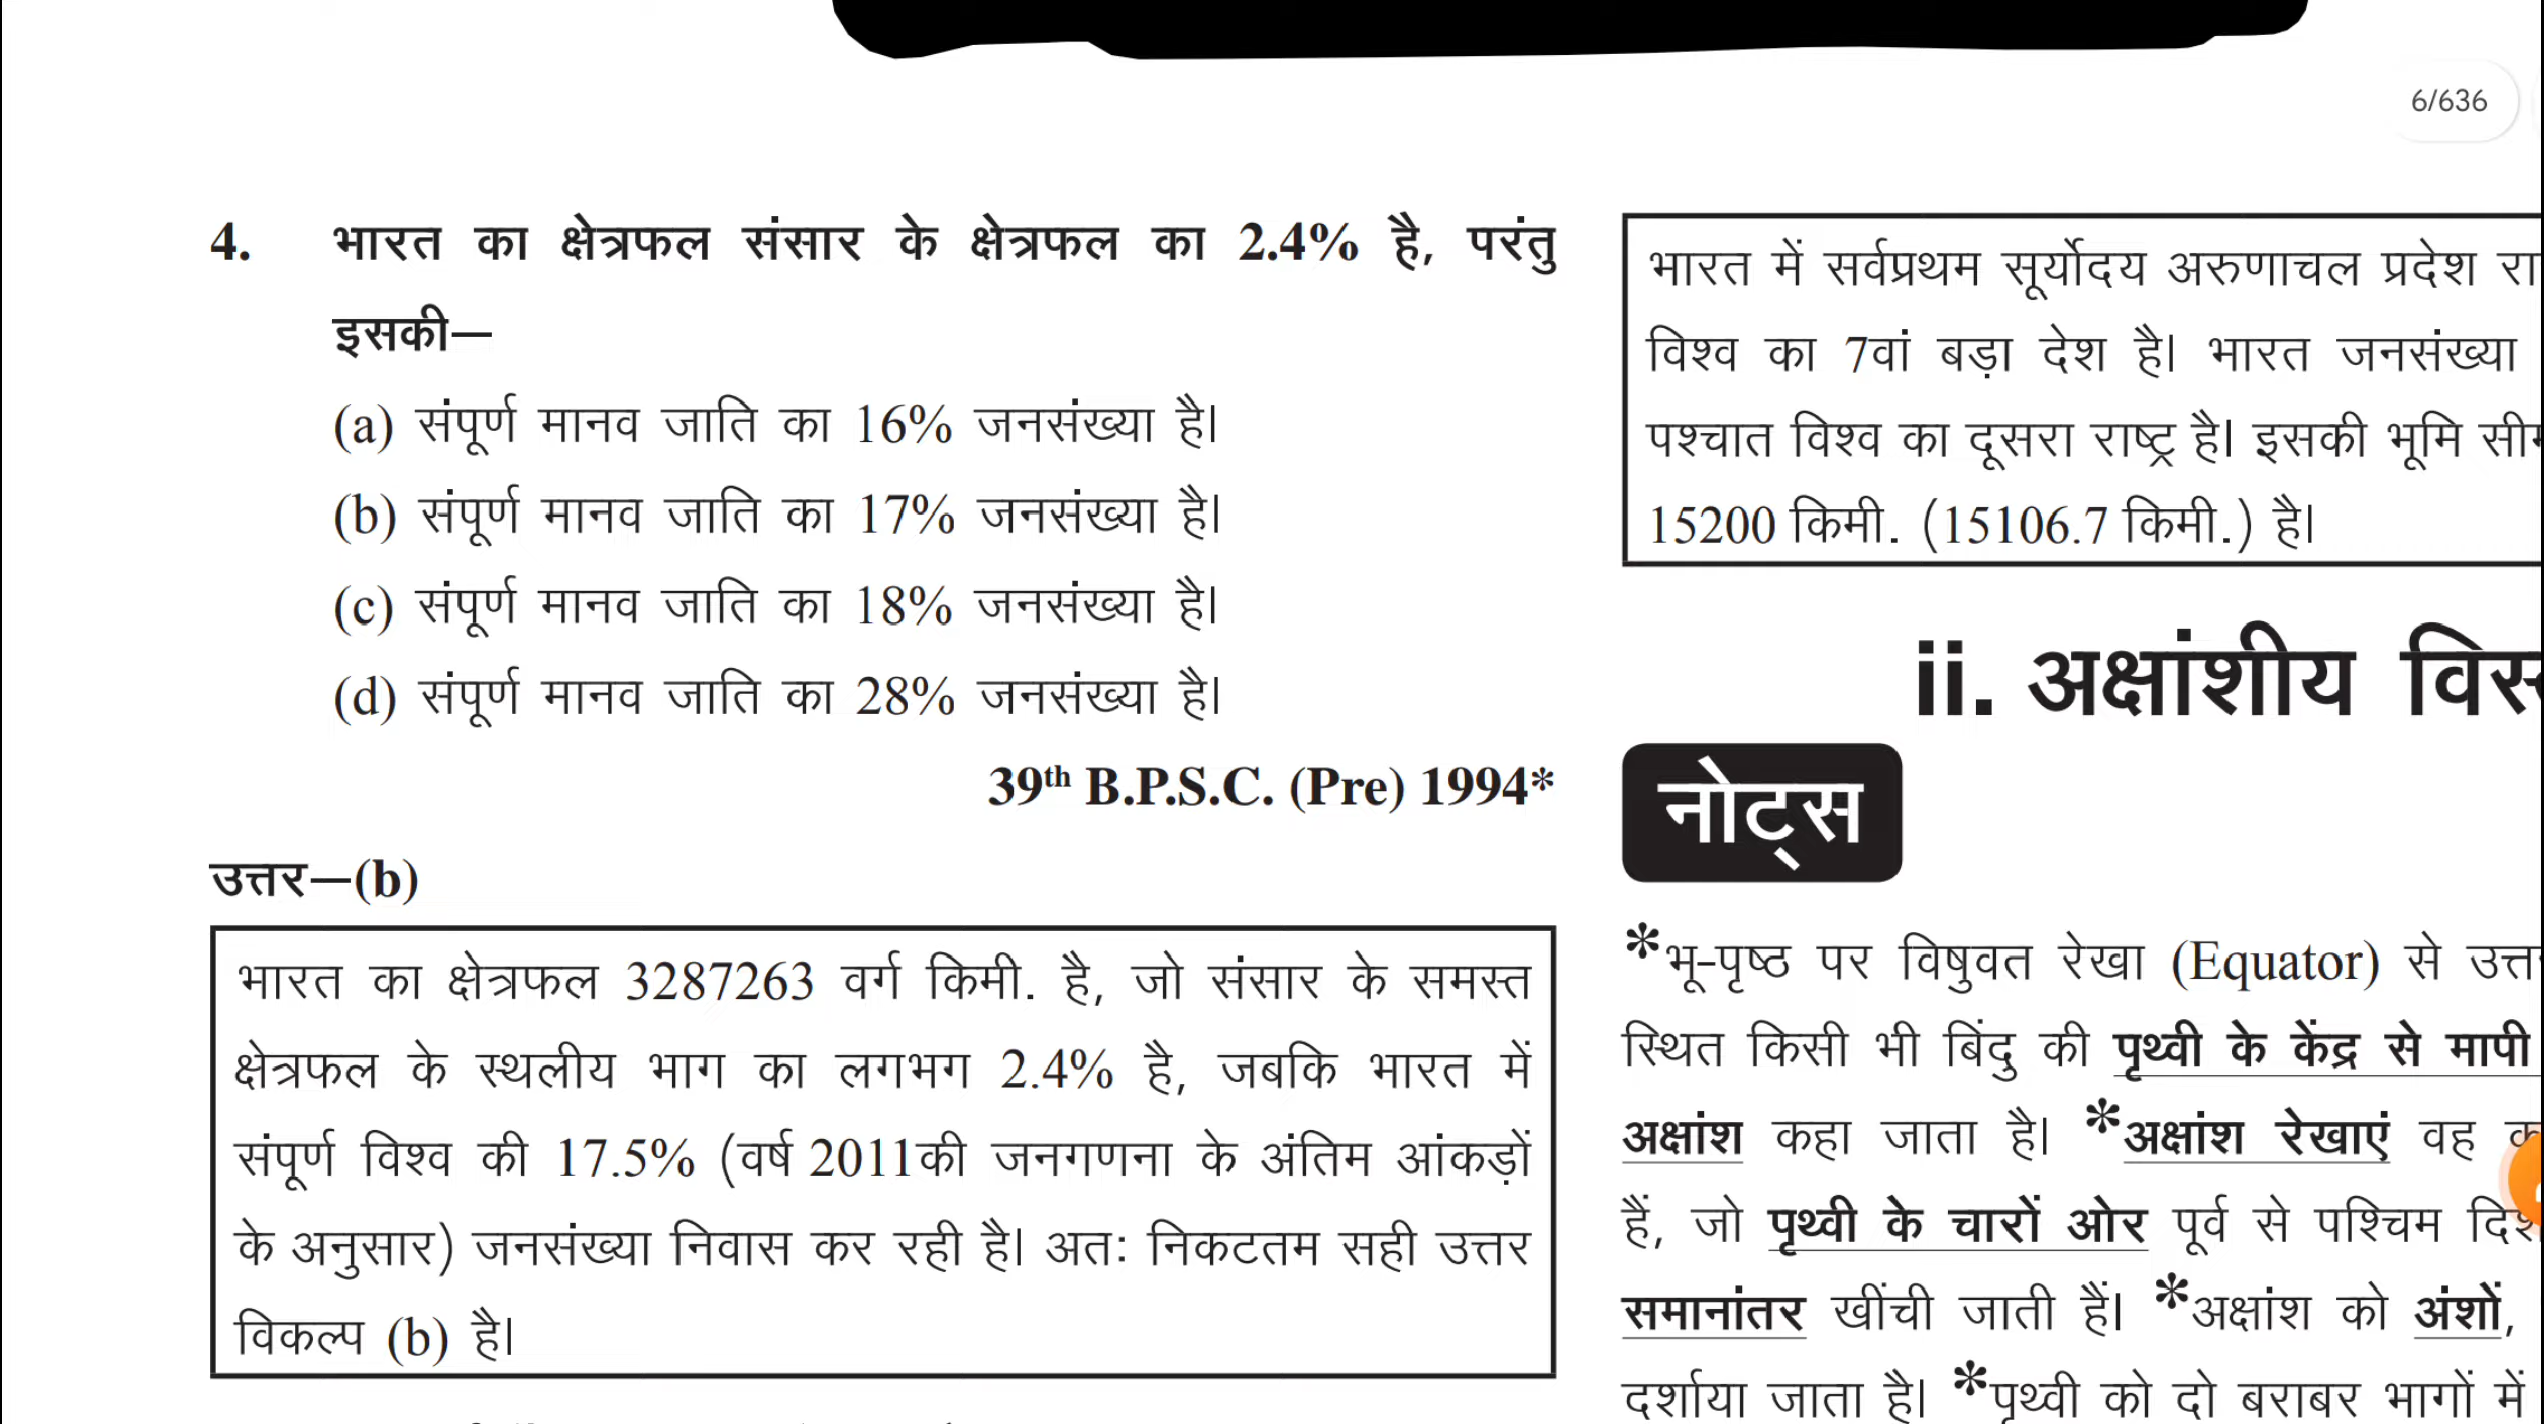 6/636
4. भारत का क्षेत्रफल संसार के क्षेत्रफल का 2.4% है, परंतु
इसकी—
(a) संपूर्ण मानव जाति का 16% जनसंख्या है।
(b) संपूर्ण मानव जाति का 17% जनसंख्या है।
(c) संपूर्ण मानव जाति का 18% जनसंख्या है।
(d) संपूर्ण मानव जाति का 28% जनसंख्या है।
39th B.P.S.C. (Pre) 1994*
उत्तर—(b)
भारत का क्षेत्रफल 3287263 वर्ग किमी. है, जो संसार के समस्त
क्षेत्रफल के स्थलीय भाग का लगभग 2.4% है, जबकि भारत में
संपूर्ण विश्व की 17.5% (वर्ष 2011की जनगणना के अंतिम आंकड़ों
के अनुसार) जनसंख्या निवास कर रही है। अतः निकटतम सही उत्तर
विकल्प (b) है।
भारत में सर्वप्रथम सूर्योदय अरुणाचल प्रदेश
विश्व का 7वां बड़ा देश है। भारत जनसंख्या
पश्चात विश्व का दूसरा राष्ट्र है। इसकी भूमि
15200 किमी. (15106.7 किमी.) है।
ii. अक्षांशीय
नोट्स
*भू-पृष्ठ पर विषुवत रेखा (Equator) से
स्थित किसी भी बिंदु की पृथ्वी के केंद्र से मापी
अक्षांश कहा जाता है। *अक्षांश रेखाएं वह
हैं, जो पृथ्वी के चारों ओर पूर्व से पश्चिम
समानांतर खींची जाती हैं। *अक्षांश को अंशों,
दर्शाया जाता है। *पृथ्वी को दो बराबर भागों में